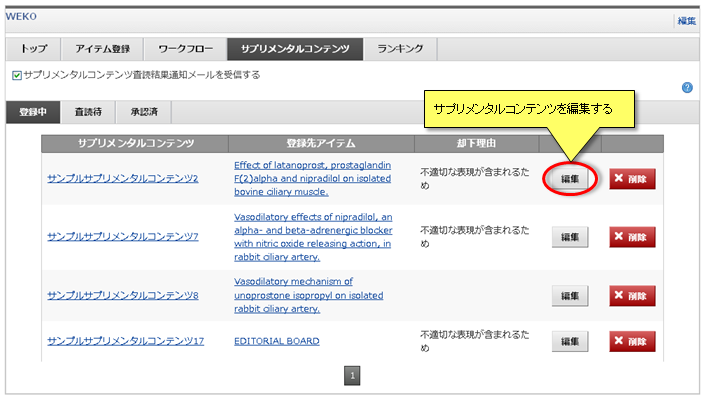 WEKO
編集
トップ
アイテム登録
ワークフロー
サプリメンタルコンテンツ
ランキング
サプリメンタルコンテンツ査読結果通知メールを受信する
サプリメンタルコンテンツを編集する
登録中
査読待
承認済
サプリメンタルコンテンツ
登録先アイテム
却下理由
サンプルサプリメンタルコンテンツ2
Effect of latanoprost, prostaglandin
F(2)alpha and nipradilol on isolated
bovine ciliary muscle.
不適切な表現が含まれるた
め
編集
削除
サンプルサプリメンタルコンテンツ7
Vasodilatory effects of nipradilol, an
alpha- and beta-adrenergic blocker
with nitric oxide releasing action, in
rabbit ciliary artery.
不適切な表現が含まれるた
め
編集
削除
サンプルサプリメンタルコンテンツ8
Vasodilatory mechanism of
unoprostone isopropyl on isolated
rabbit ciliary artery.
編集
削除
サンプルサプリメンタルコンテンツ17
EDITORIAL BOARD
不適切な表現が含まれるた
め
編集
削除
1